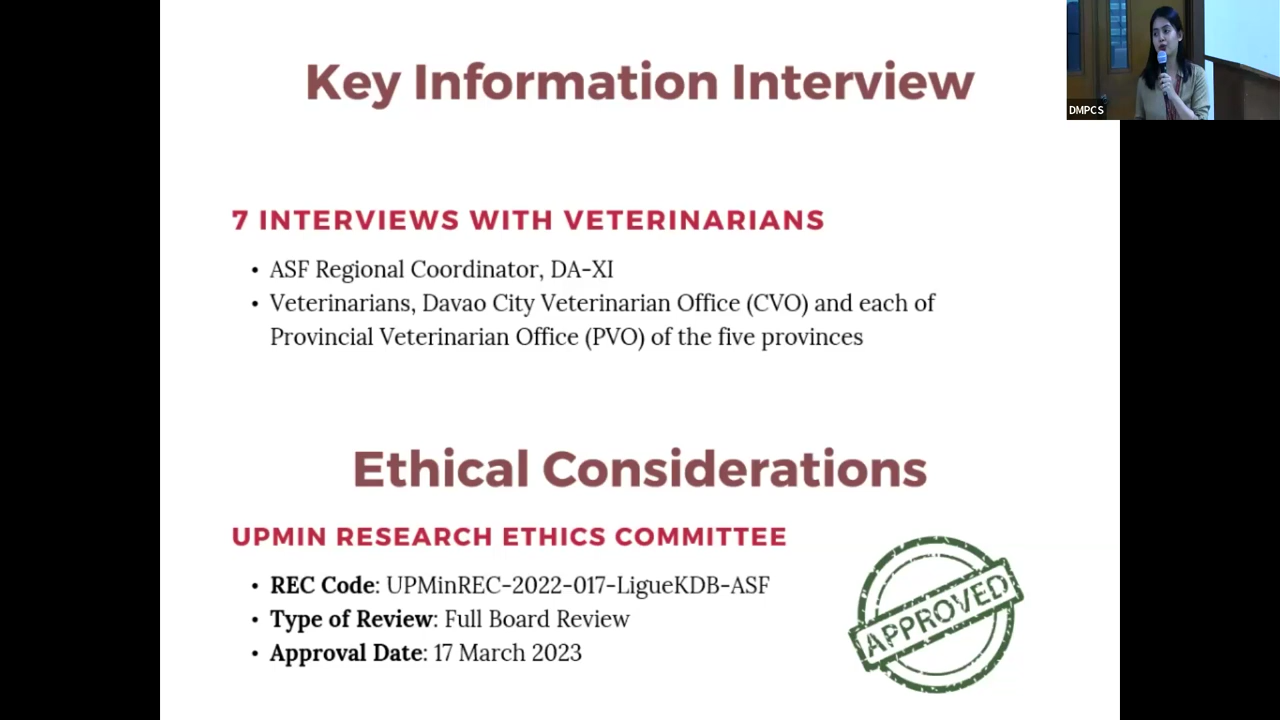 Key Information Interview
DMPCS
7 INTERVIEWS WITH VETERINARIANS
• ASF Regional Coordinator, DA-XI
• Veterinarians, Davao City Veterinarian Office (CVO) and each of
Provincial Veterinarian Office (PVO) of the five provinces
Ethical Considerations
UPMIN RESEARCH ETHICS COMMITTEE
• REC Code: UPMinREC-2022-017-LigueKDB-ASF
• Type of Review: Full Board Review
• Approval Date: 17 March 2023
APPROVED